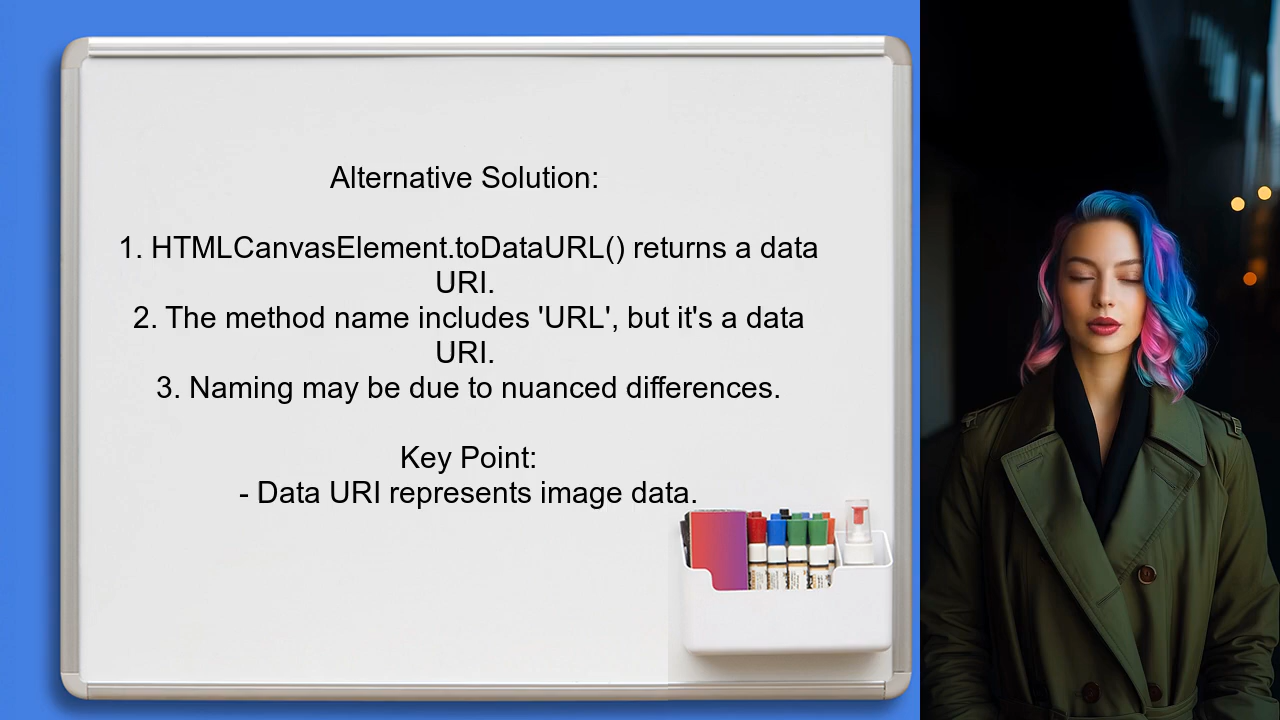 Alternative Solution:
1. HTMLCanvasElement.toDataURL() returns a data
URI.
2. The method name includes 'URL', but it's a data
URI.
3. Naming may be due to nuanced differences.
Key Point:
- Data URI represents image data.